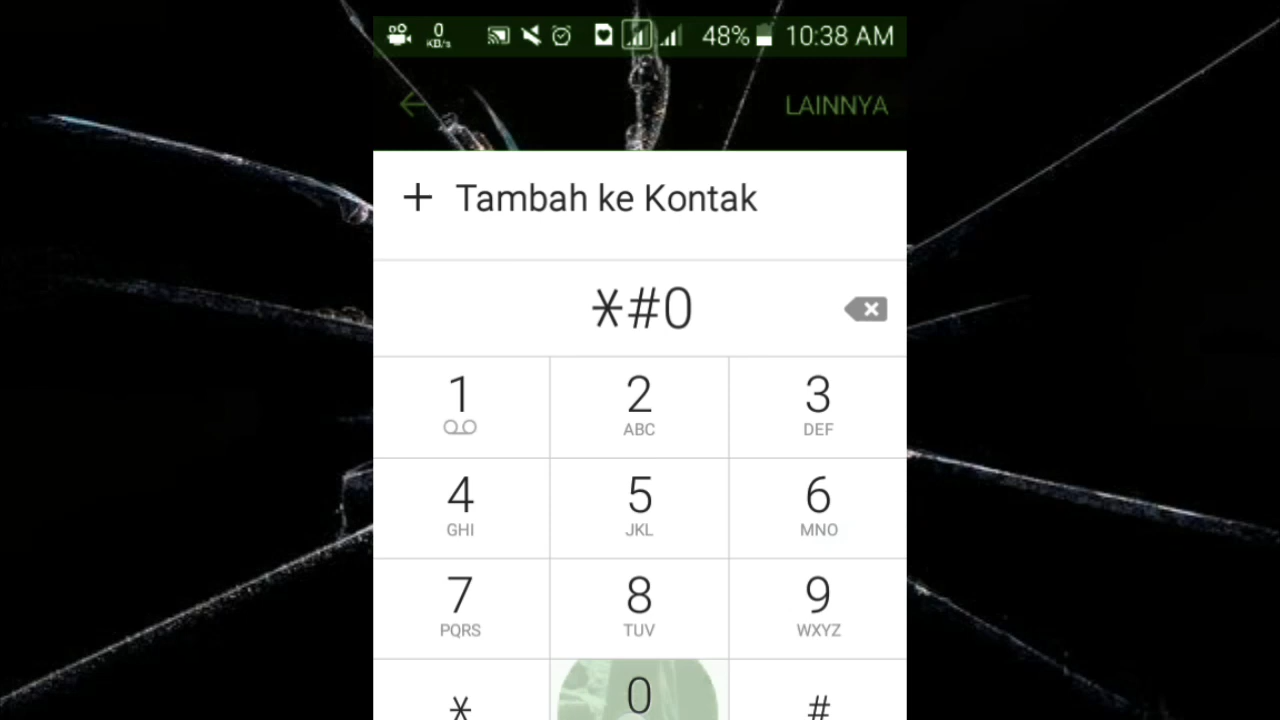 0 KB/s 48% 10:38 AM
LAINNYA
+ Tambah ke Kontak
*#0
1 2 3
ABC DEF
4 5 6
GHI JKL MNO
7 8 9
PQRS TUV WXYZ
* 0 #